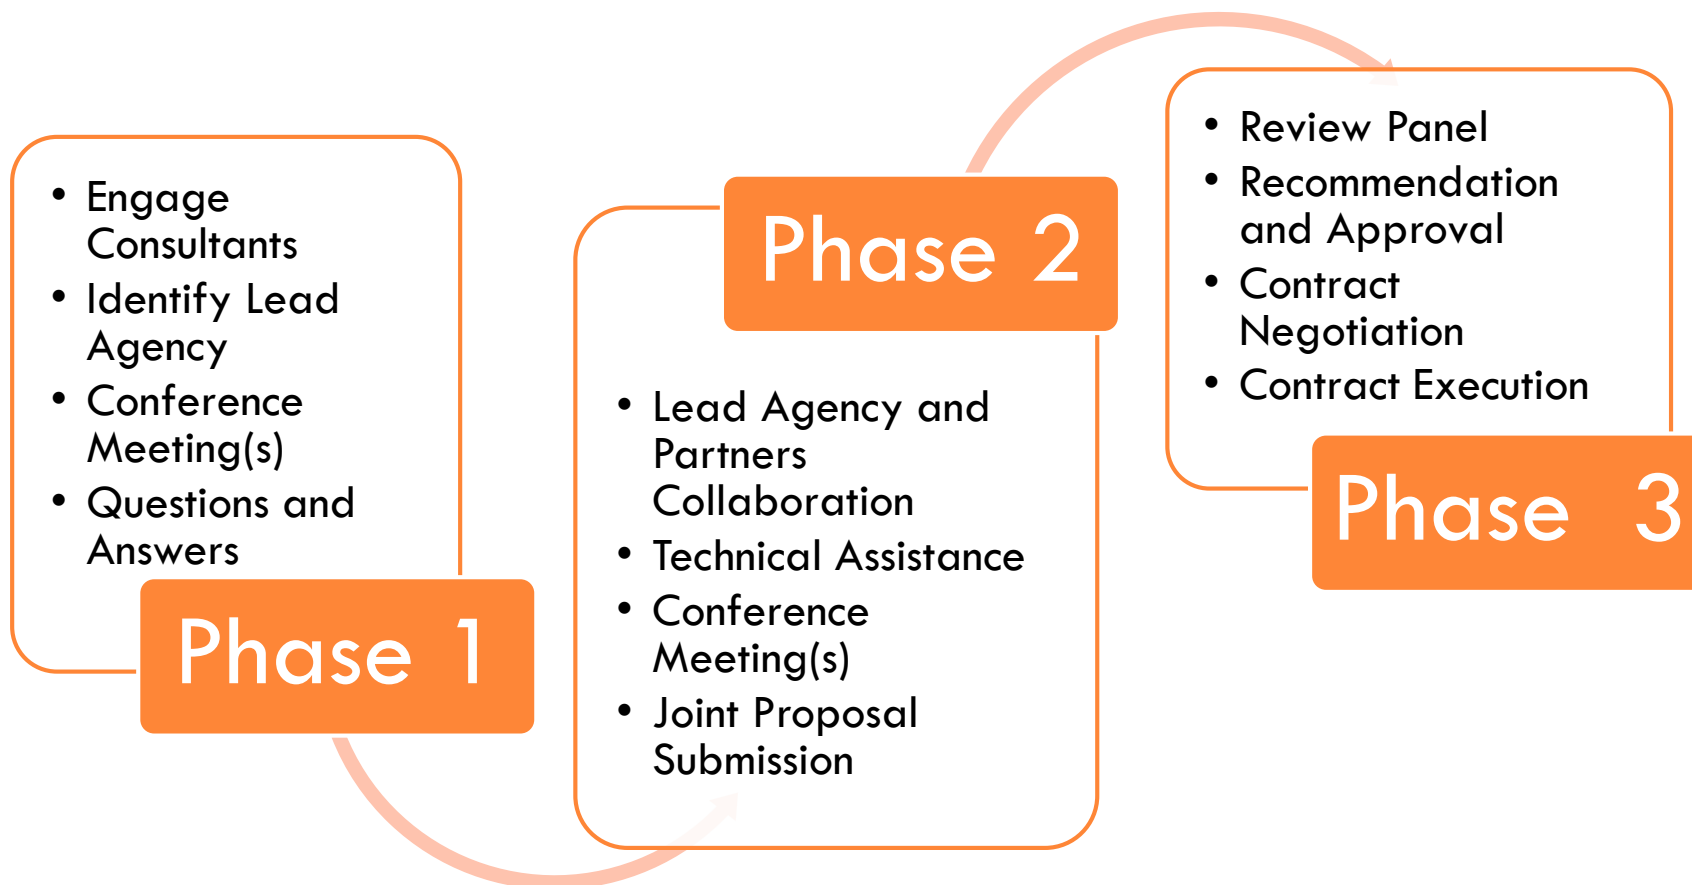 • Engage
Consultants
• Identify Lead
Agency
• Conference
Meeting(s)
• Questions and
Answers
Phase 1
Phase 2
• Lead Agency and
Partners
Collaboration
• Technical Assistance
• Conference
Meeting(s)
• Joint Proposal
Submission
• Review Panel
• Recommendation
and Approval
• Contract
Negotiation
• Contract Execution
Phase 3